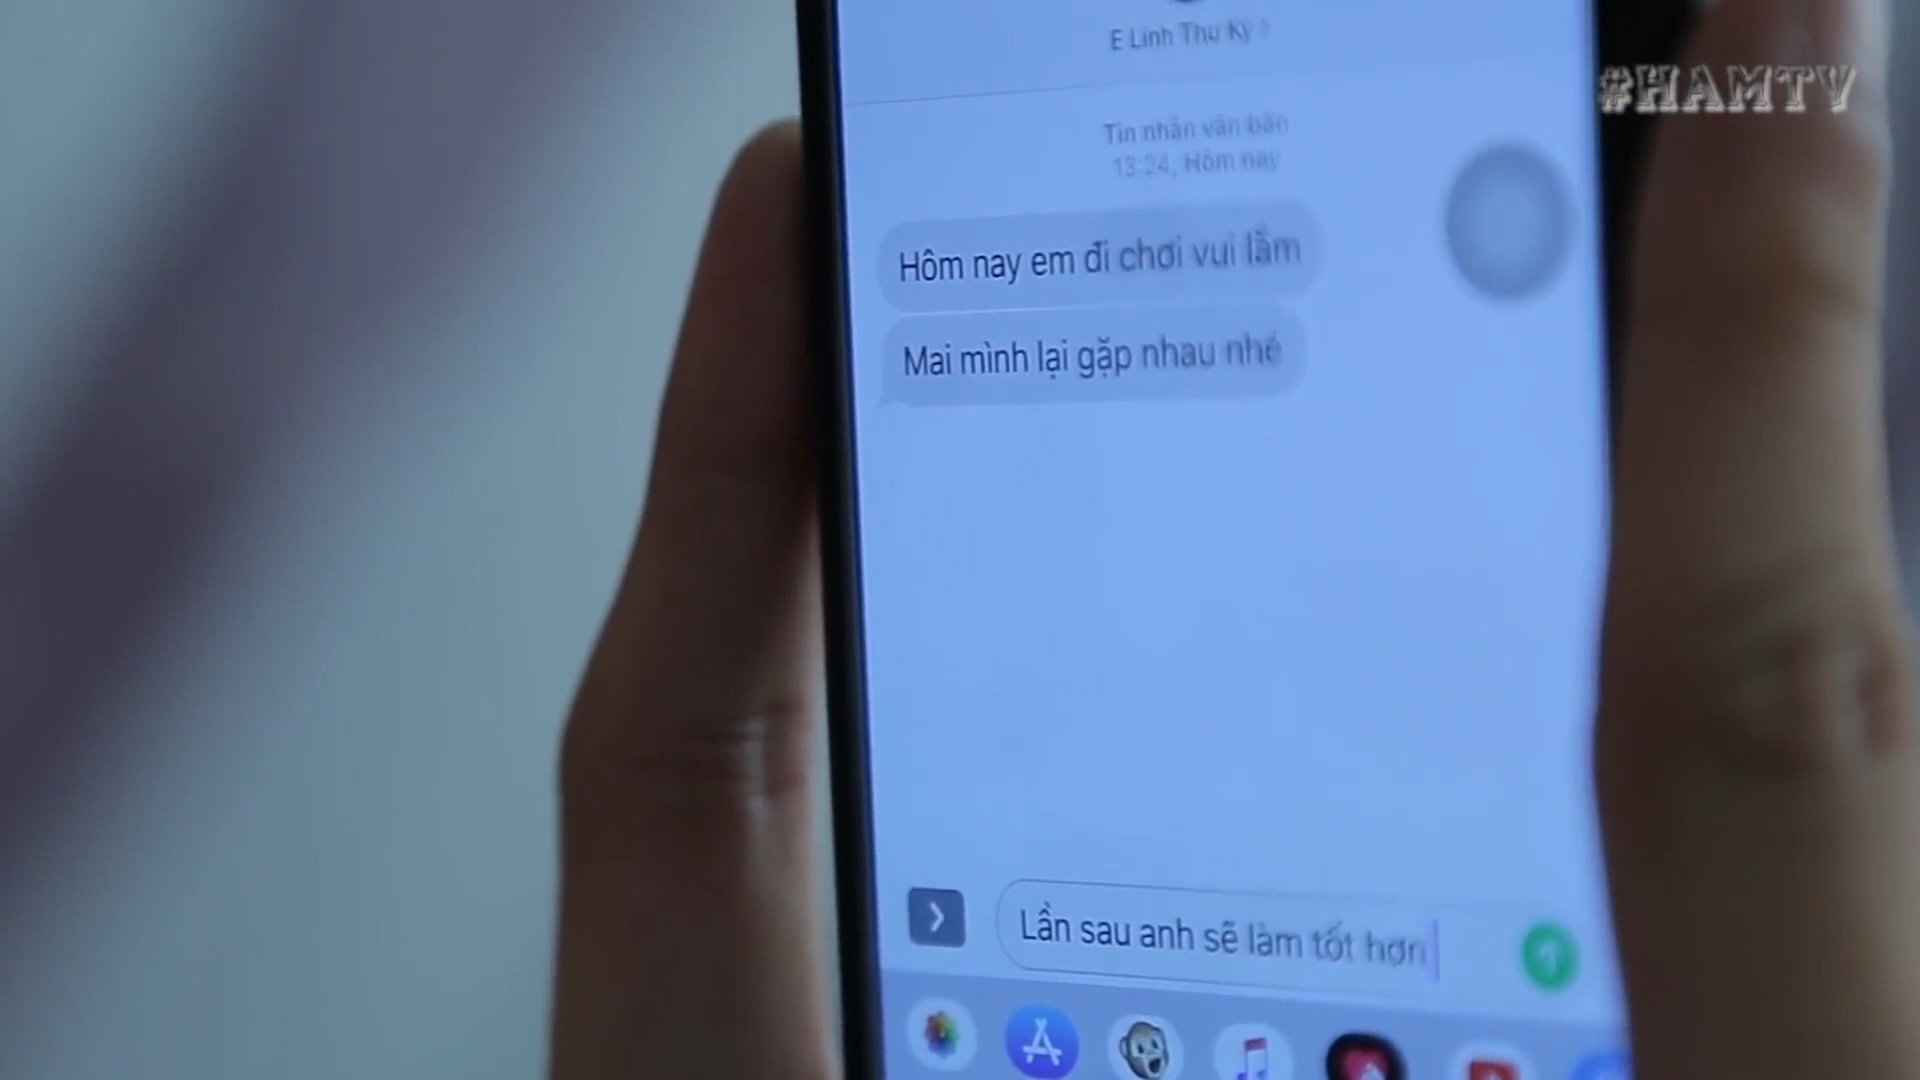 E Linh Thư Ký
#HAMTV
Tin nhắn văn bản
13:24, Hôm nay
Hôm nay em đi chơi vui lắm
Mai mình lại gặp nhau nhé
Lần sau anh sẽ làm tốt hơn